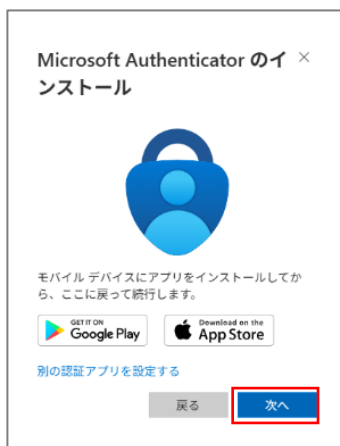 Microsoft Authenticator のイ
ンストール
モバイル デバイスにアプリをインストールしてか
ら、ここに戻って続行します。
GET IT ON
Google Play
Download on the
App Store
別の認証アプリを設定する
戻る
次へ